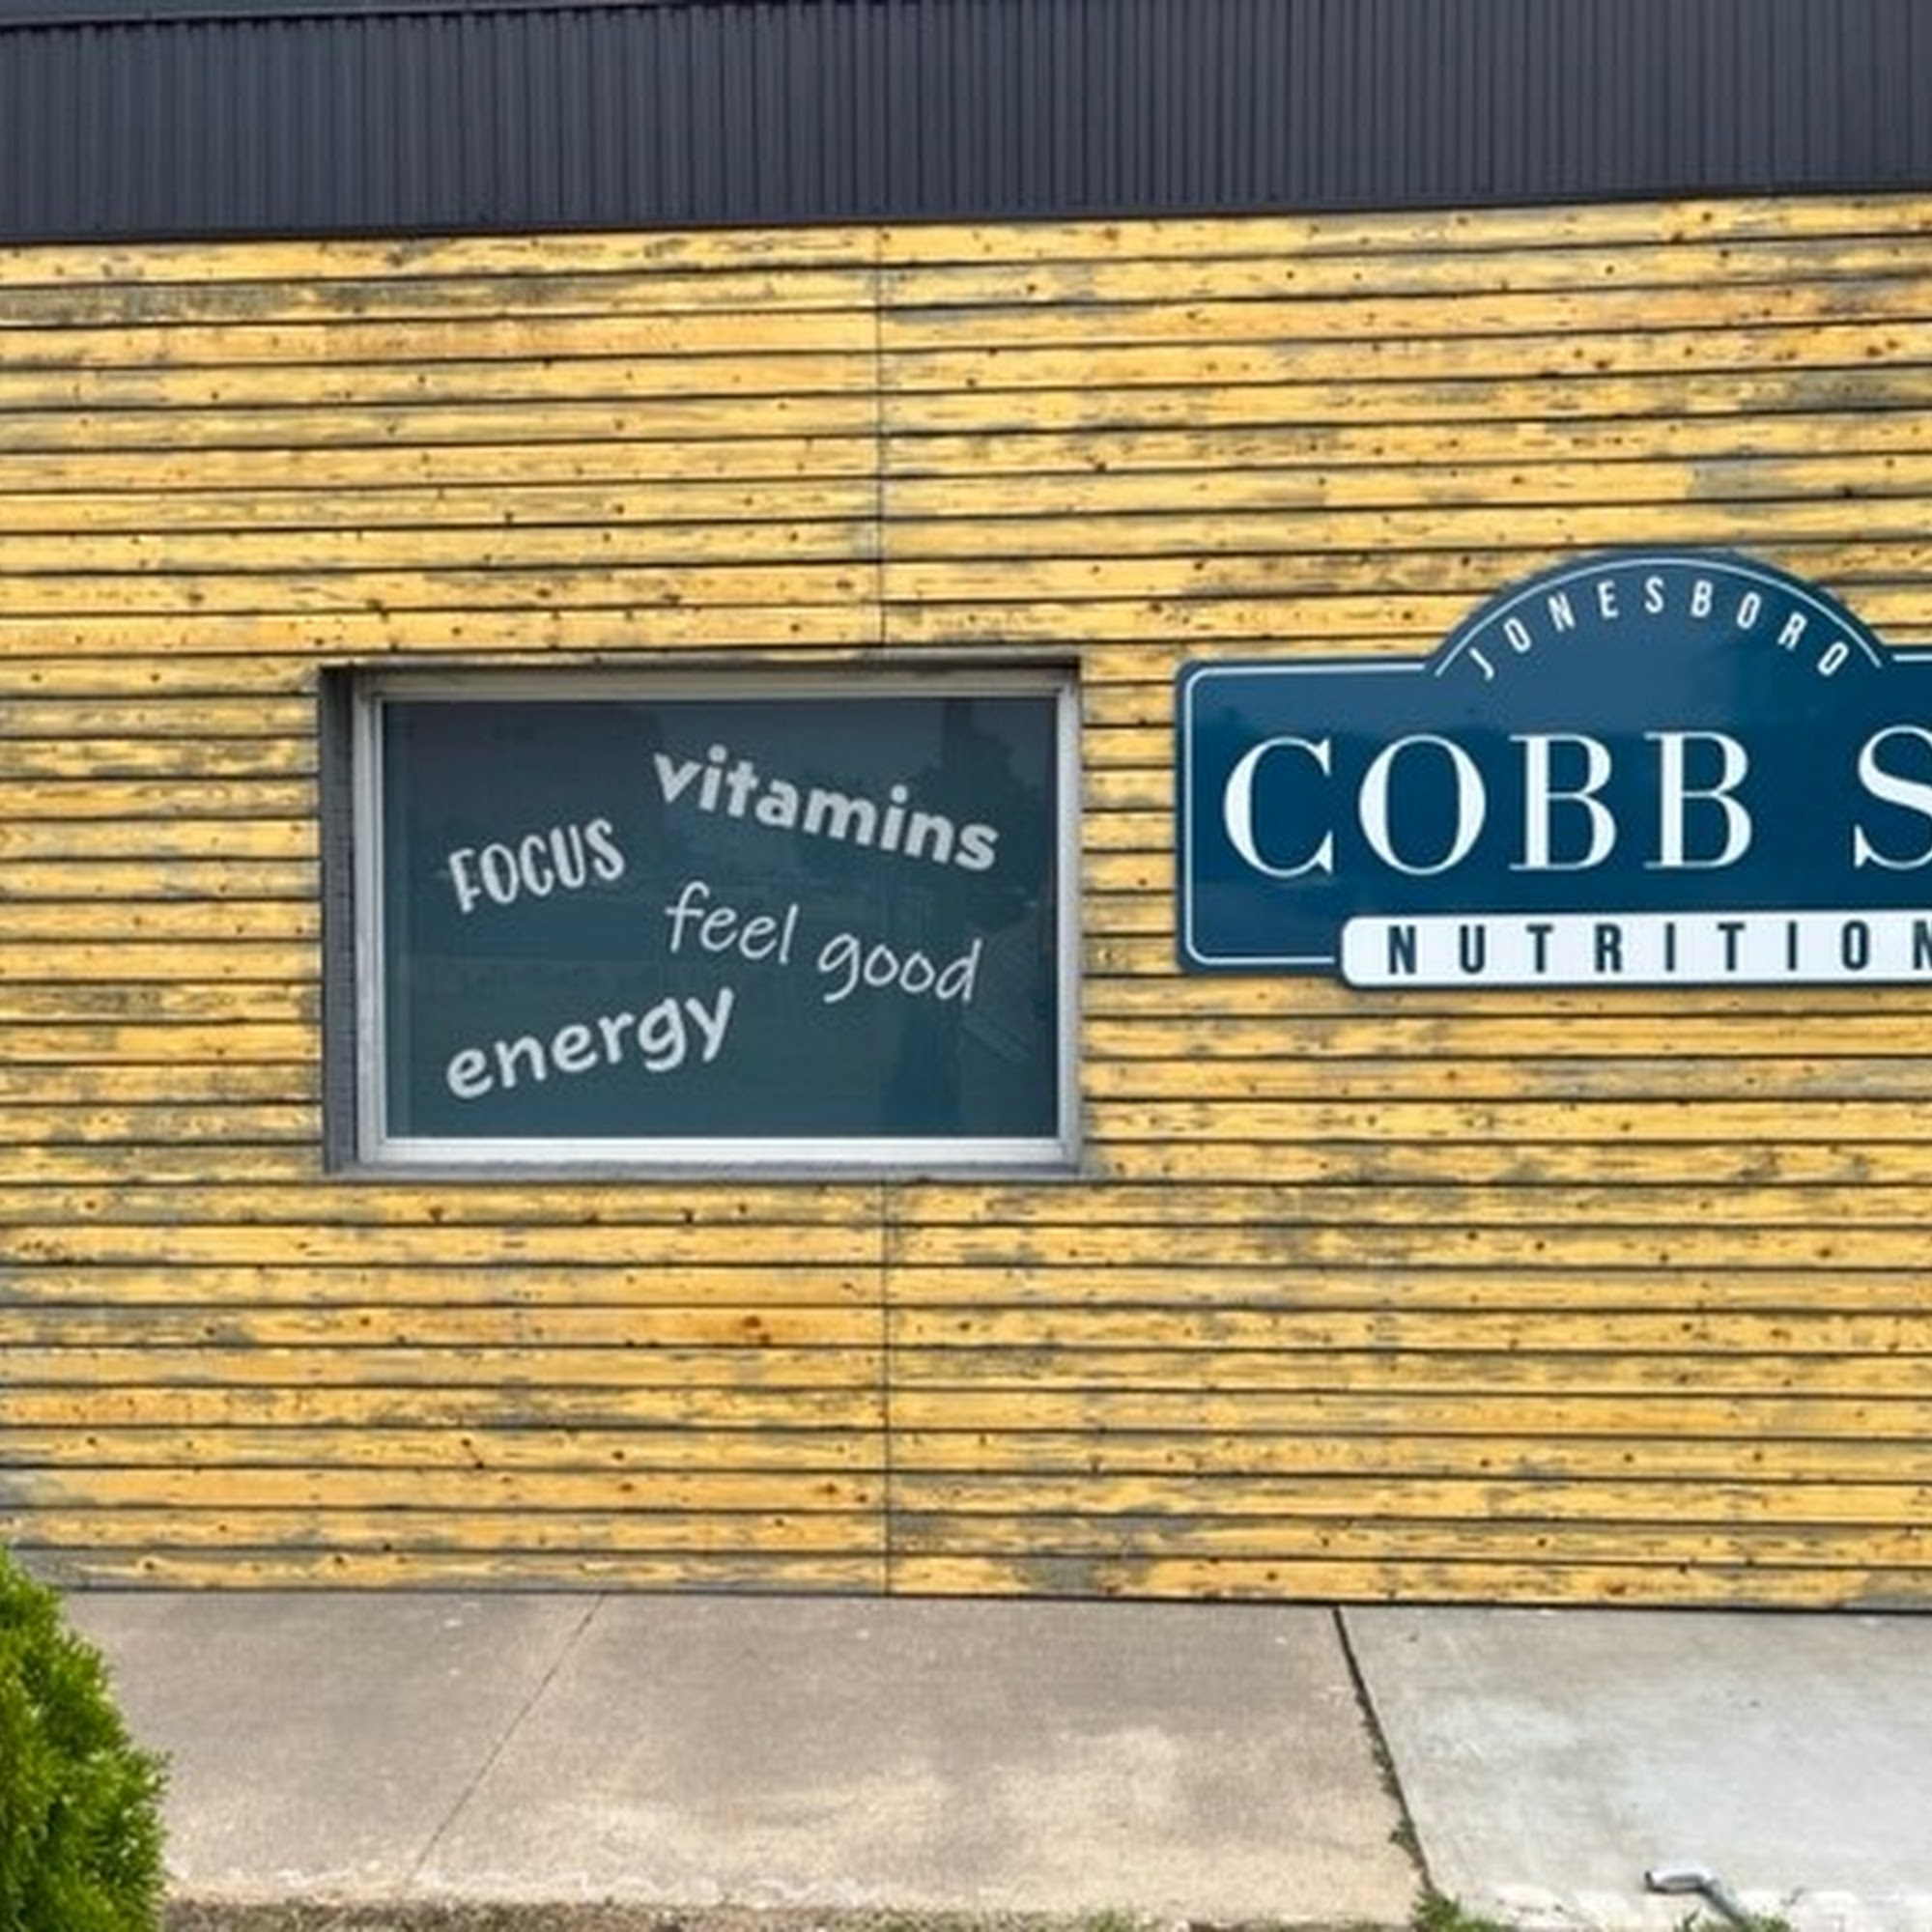 vitamins
FOCUS
feel good
energy
JONESBORO
COBB S
NUTRITION